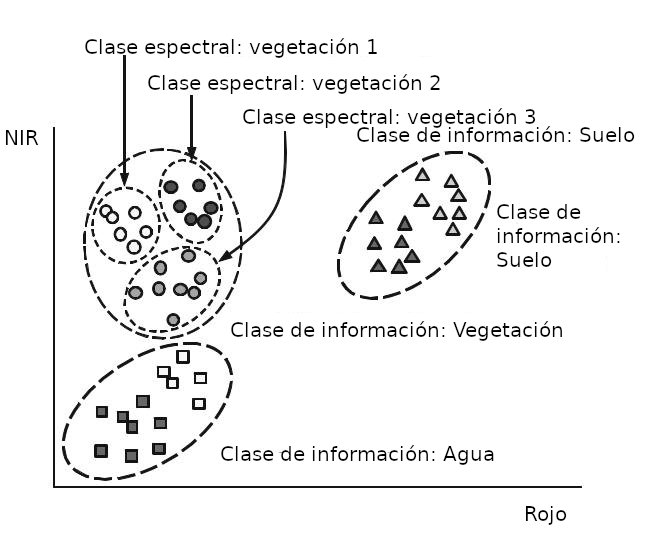 Clase espectral: vegetación 1
Clase espectral: vegetación 2
Clase espectral: vegetación 3
NIR
Clase de información: Suelo
Clase de
información:
Suelo
Clase de información: Vegetación
Clase de información: Agua
Rojo